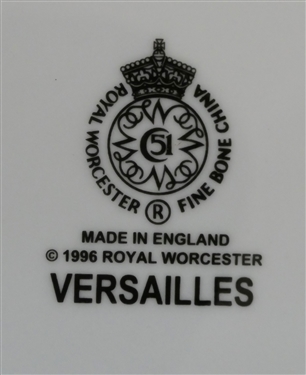 ROYAL WORCESTER FINE BONE CHINA
51
®
MADE IN ENGLAND
© 1996 ROYAL WORCESTER
VERSAILLES